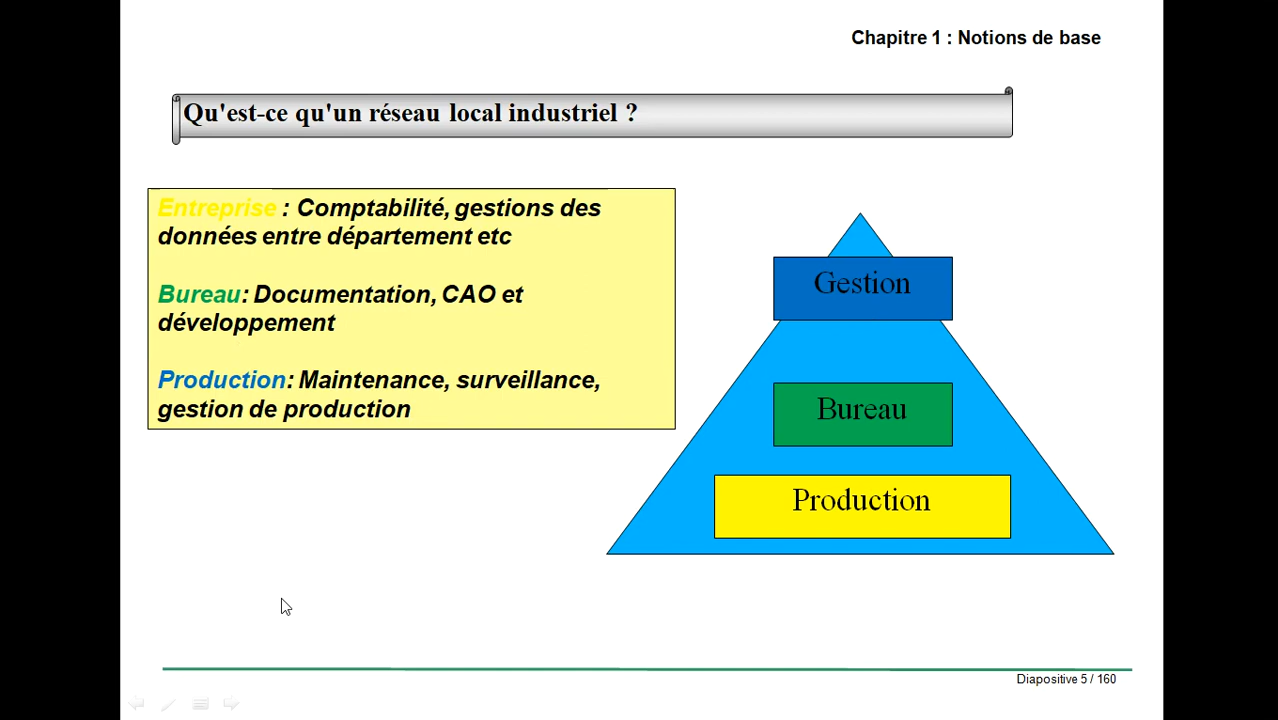 Chapitre 1 : Notions de base
Qu'est-ce qu'un réseau local industriel ?
Entreprise : Comptabilité, gestions des
données entre département etc
Bureau: Documentation, CAO et
développement
Production: Maintenance, surveillance,
gestion de production
Gestion
Bureau
Production
Diapositive 5 / 160